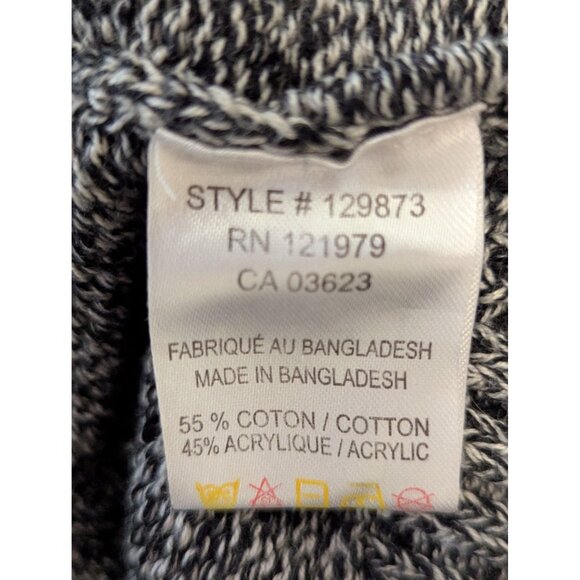 STYLE # 129873
RN 121979
CA 03623
FABRIQUÉ AU BANGLADESH
MADE IN BANGLADESH
55 % COTON / COTTON
45% ACRYLIQUE / ACRYLIC